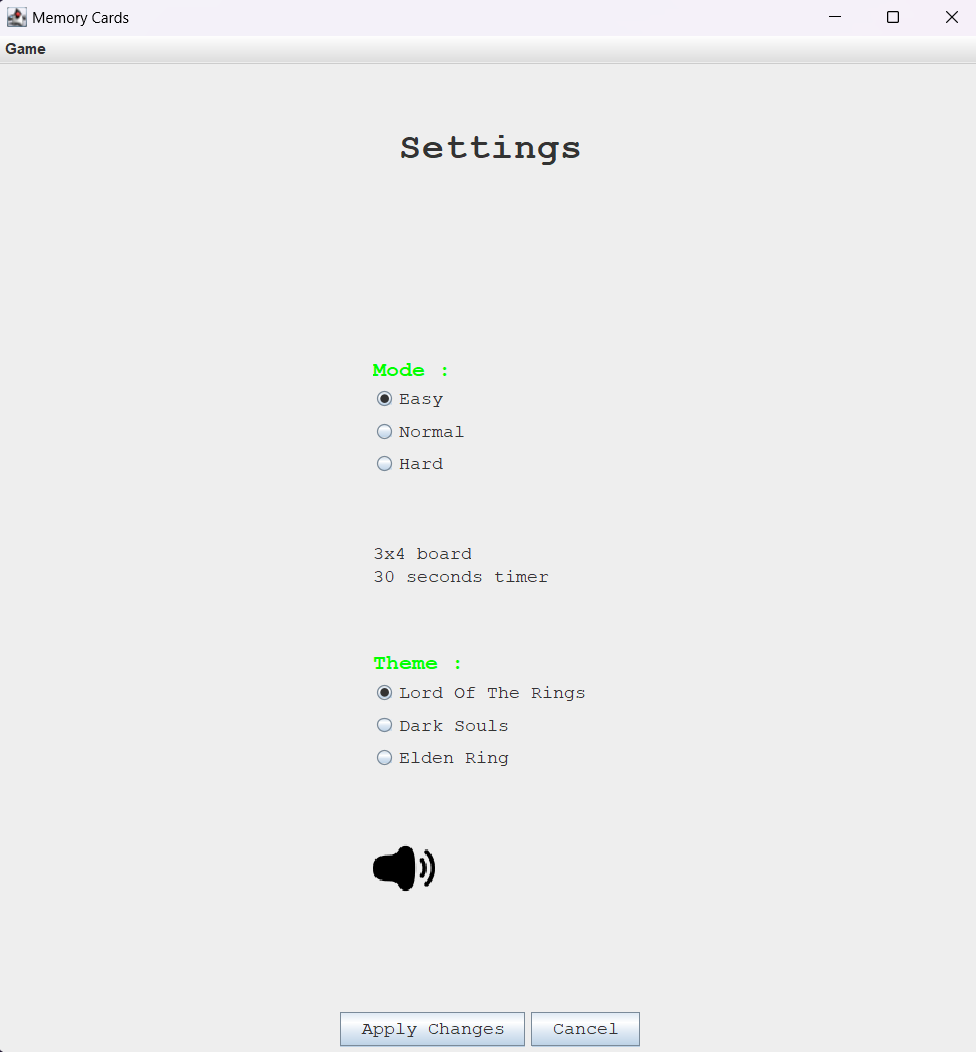 Memory Cards
Game
Settings
Mode :
Easy
Normal
Hard
3x4 board
30 seconds timer
Theme :
Lord Of The Rings
Dark Souls
Elden Ring
Apply Changes Cancel